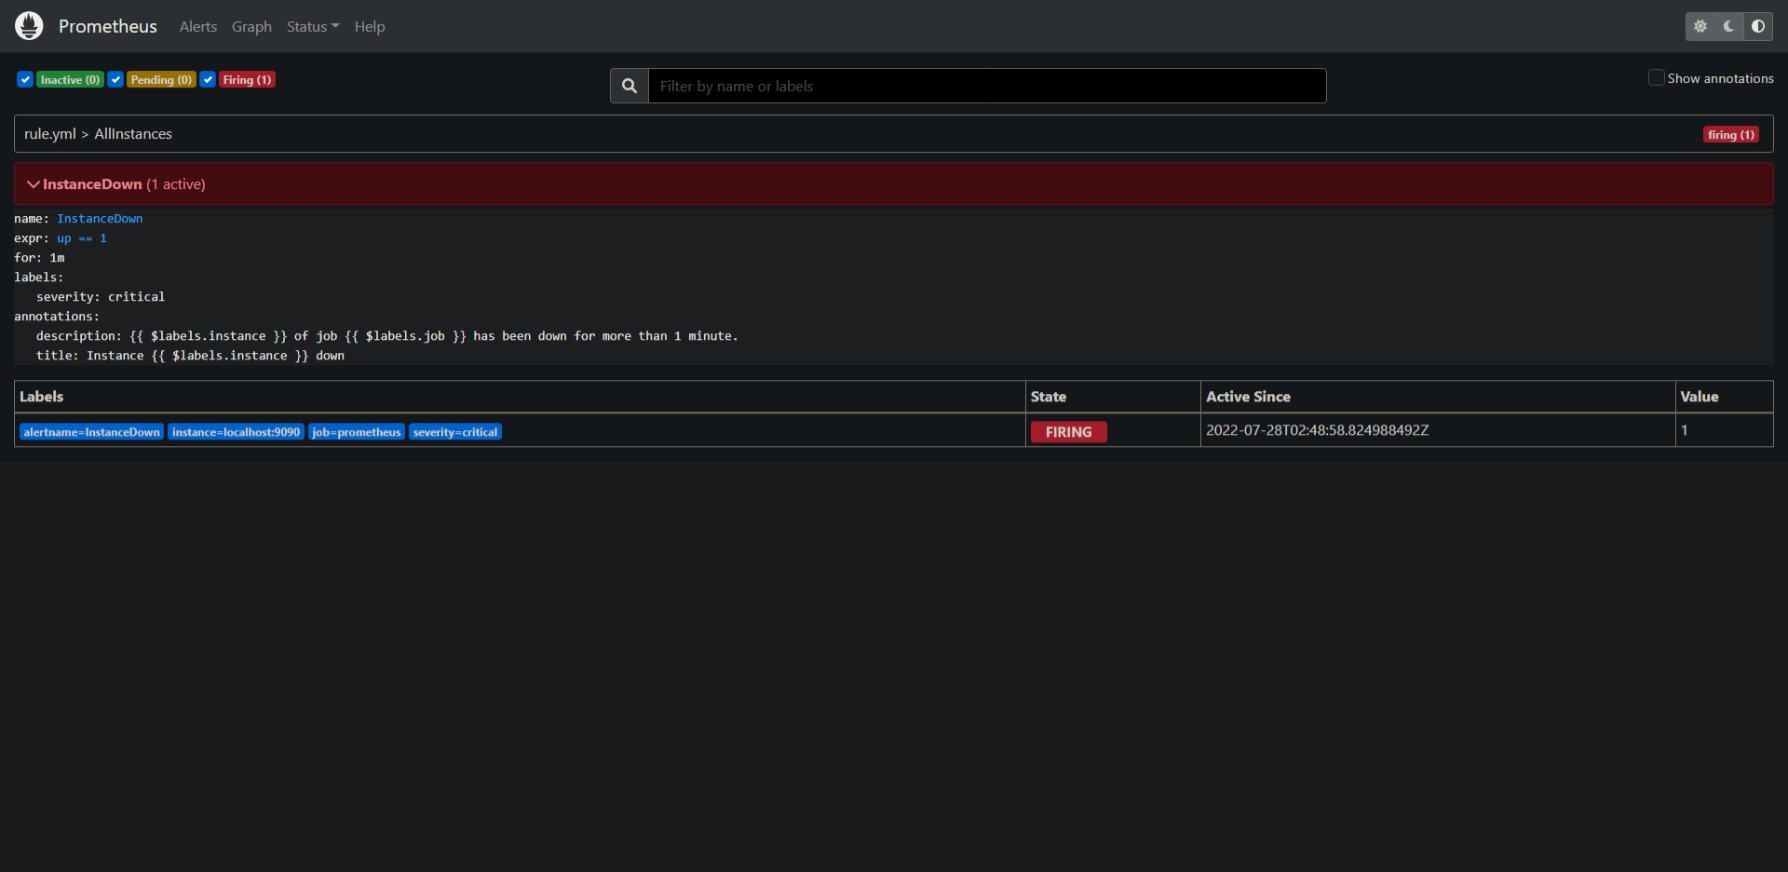 Prometheus Alerts Graph Status Help
Inactive (0) Pending (0) Firing (1) Filter by name or labels Show annotations
rule.yml > AllInstances firing (1)
InstanceDown (1 active)
name: InstanceDown
expr: up == 1
for: 1m
labels:
severity: critical
annotations:
description: {{ $labels.instance }} of job {{ $labels.job }} has been down for more than 1 minute.
title: Instance {{ $labels.instance }} down
Labels State Active Since Value
alertname=InstanceDown instance=localhost:9090 job=prometheus severity=critical FIRING 2022-07-28T02:48:58.824988492Z 1